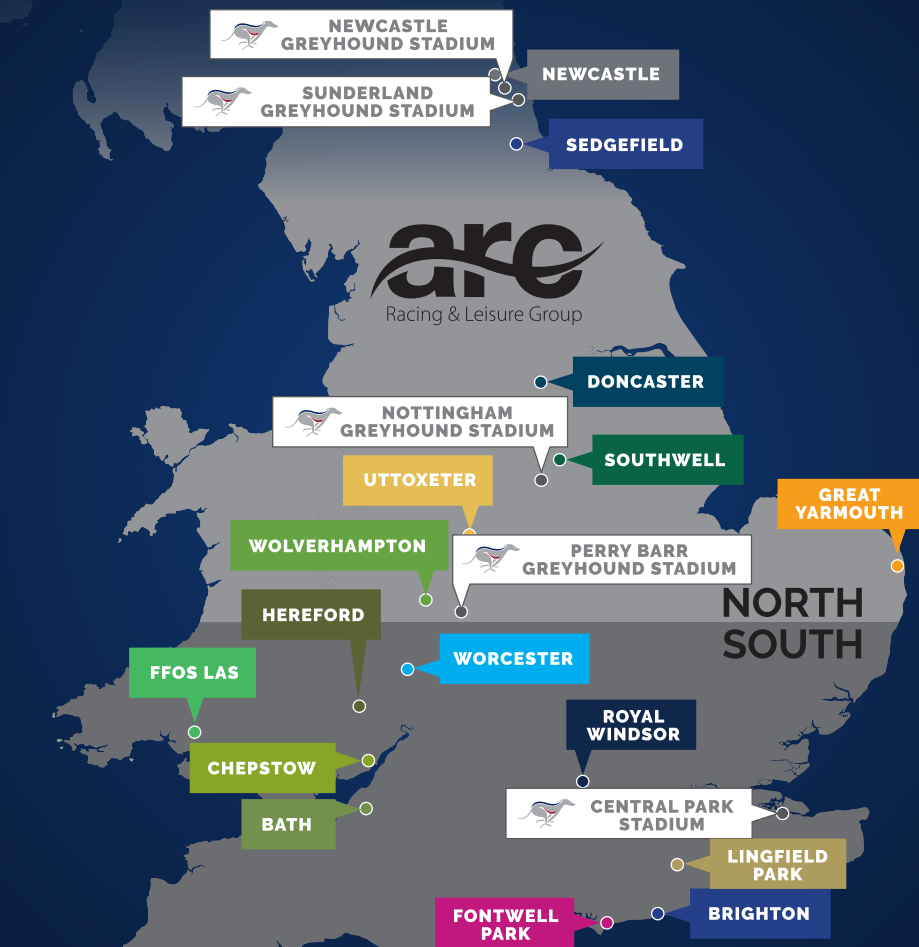 NEWCASTLE
GREYHOUND STADIUM
NEWCASTLE
SUNDERLAND
GREYHOUND STADIUM
SEDGEFIELD
arc
Racing & Leisure Group
DONCASTER
NOTTINGHAM
GREYHOUND STADIUM
SOUTHWELL
UTTOXETER
GREAT
YARMOUTH
WOLVERHAMPTON
PERRY BARR
GREYHOUND STADIUM
HEREFORD
NORTH
SOUTH
WORCESTER
FFOS LAS
ROYAL
WINDSOR
CHEPSTOW
CENTRAL PARK
STADIUM
BATH
LINGFIELD
PARK
BRIGHTON
FONTWELL
PARK